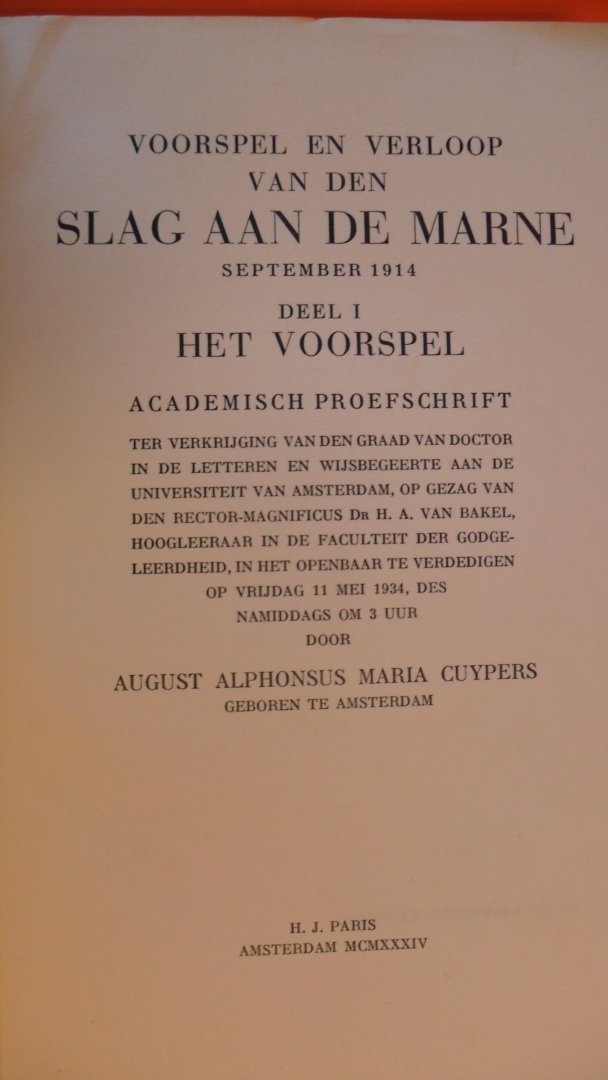 VOORSPEL EN VERLOOP
VAN DEN
SLAG AAN DE MARNE
SEPTEMBER 1914
DEEL I
HET VOORSPEL
ACADEMISCH PROEFSCHRIFT
TER VERKRIJGING VAN DEN GRAAD VAN DOCTOR
IN DE LETTEREN EN WIJSBEGEERTE AAN DE
UNIVERSITEIT VAN AMSTERDAM, OP GEZAG VAN
DEN RECTOR-MAGNIFICUS DR H. A. VAN BAKEL,
HOOGLEERAAR IN DE FACULTEIT DER GODGE-
LEERDHEID, IN HET OPENBAAR TE VERDEDIGEN
OP VRIJDAG 11 MEI 1934, DES
NAMIDDAGS OM 3 UUR
DOOR
AUGUST ALPHONSUS MARIA CUYPERS
GEBOREN TE AMSTERDAM
H. J. PARIS
AMSTERDAM MCMXXXIV